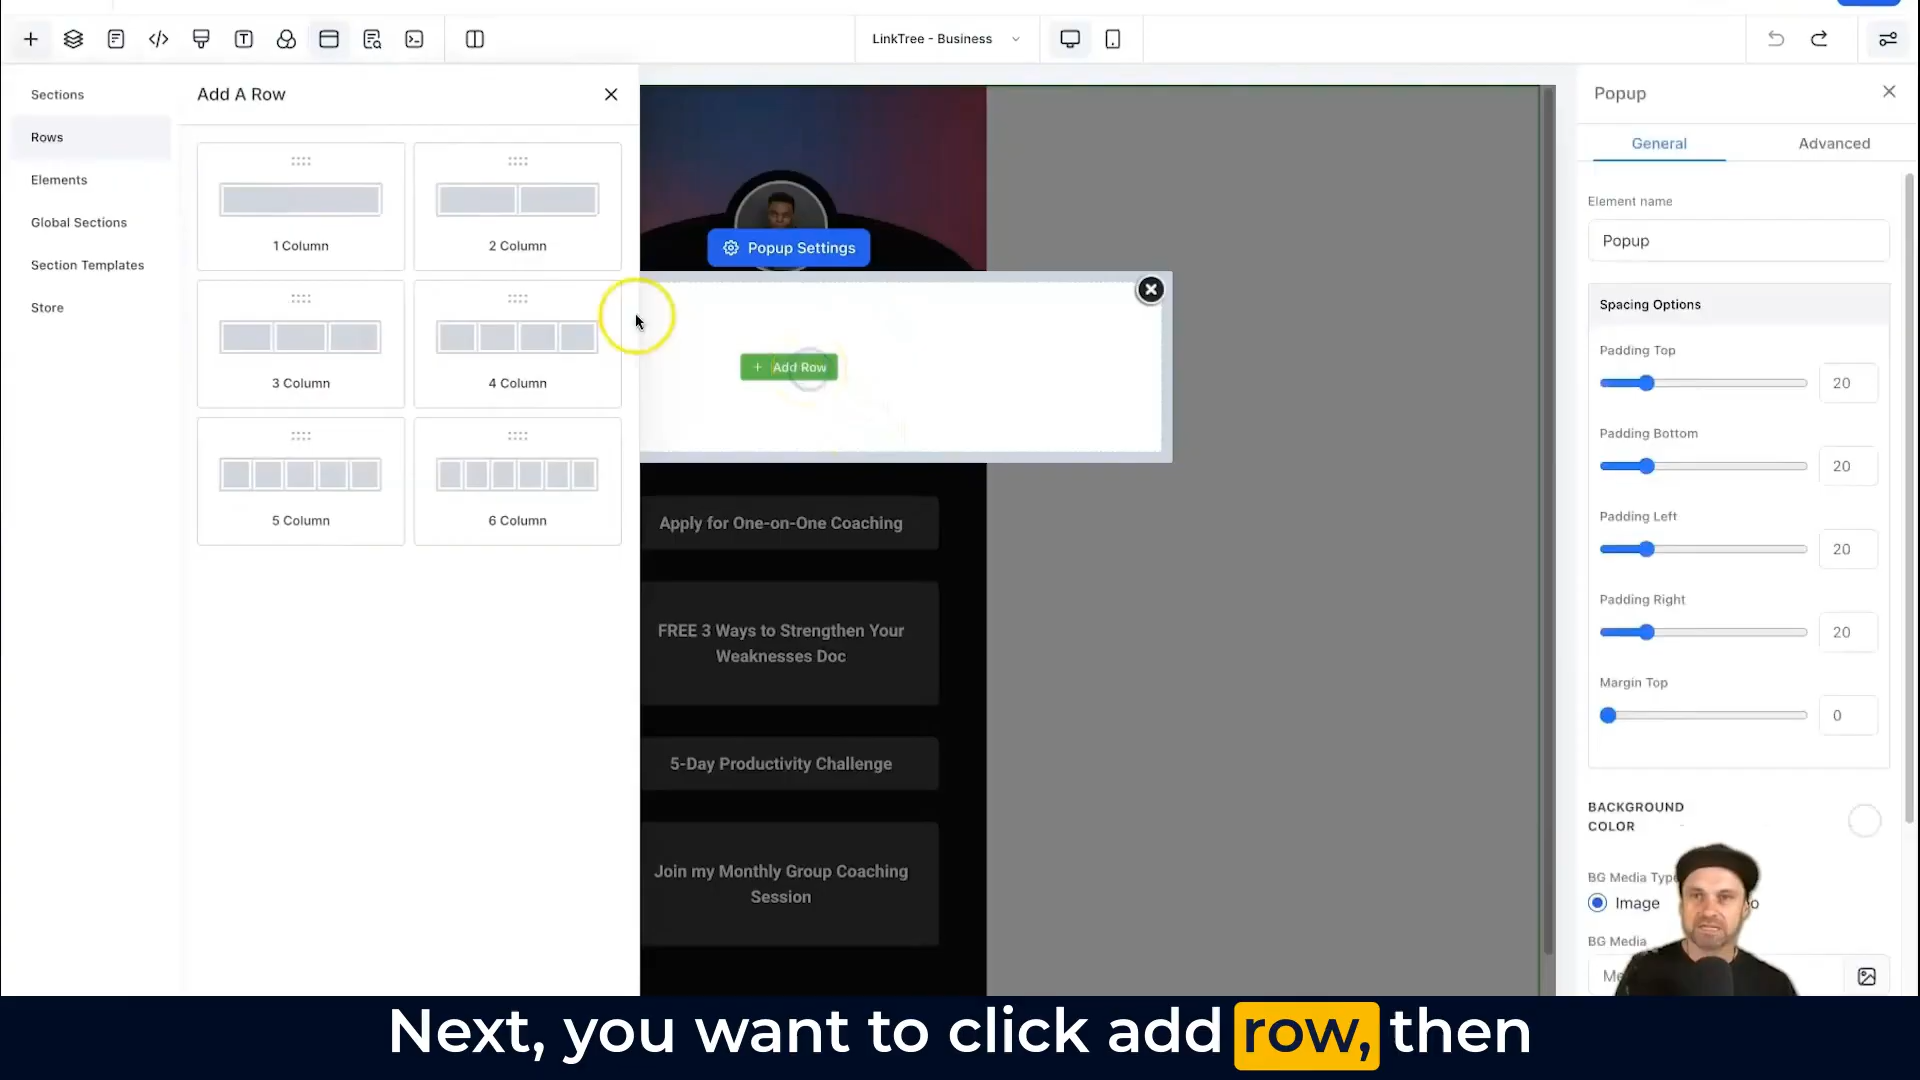 LinkTree - Business
Sections
Rows
Elements
Global Sections
Section Templates
Store
Add A Row
1 Column
2 Column
3 Column
4 Column
5 Column
6 Column
Popup Settings
+ Add Row
Apply for One-on-One Coaching
FREE 3 Ways to Strengthen Your
Weaknesses Doc
5-Day Productivity Challenge
Join my Monthly Group Coaching
Session
Popup
General
Advanced
Element name
Popup
Spacing Options
Padding Top
20
Padding Bottom
20
Padding Left
20
Padding Right
20
Margin Top
0
BACKGROUND
COLOR
BG Media Type
Image
BG Media
Next, you want to click add row, then